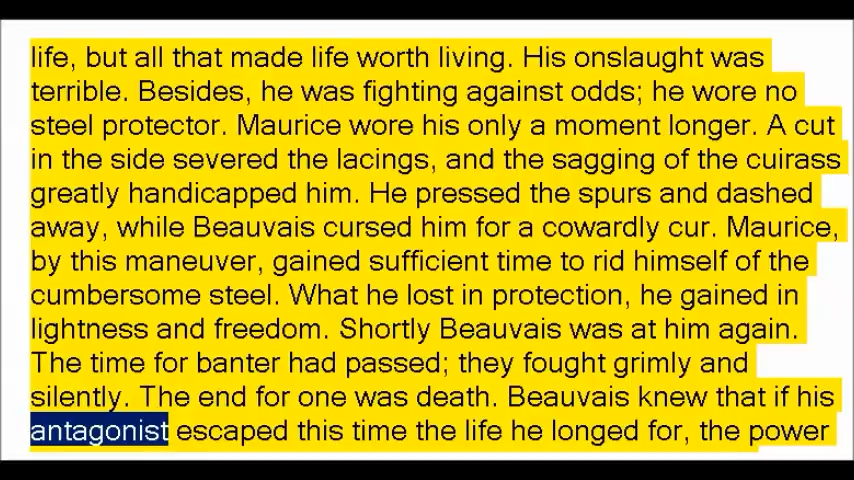 life, but all that made life worth living. His onslaught was
terrible. Besides, he was fighting against odds; he wore no
steel protector. Maurice wore his only a moment longer. A cut
in the side severed the lacings, and the sagging of the cuirass
greatly handicapped him. He pressed the spurs and dashed
away, while Beauvais cursed him for a cowardly cur. Maurice,
by this maneuver, gained sufficient time to rid himself of the
cumbersome steel. What he lost in protection, he gained in
lightness and freedom. Shortly Beauvais was at him again.
The time for banter had passed; they fought grimly and
silently. The end for one was death. Beauvais knew that if his
antagonist escaped this time the life he longed for, the power